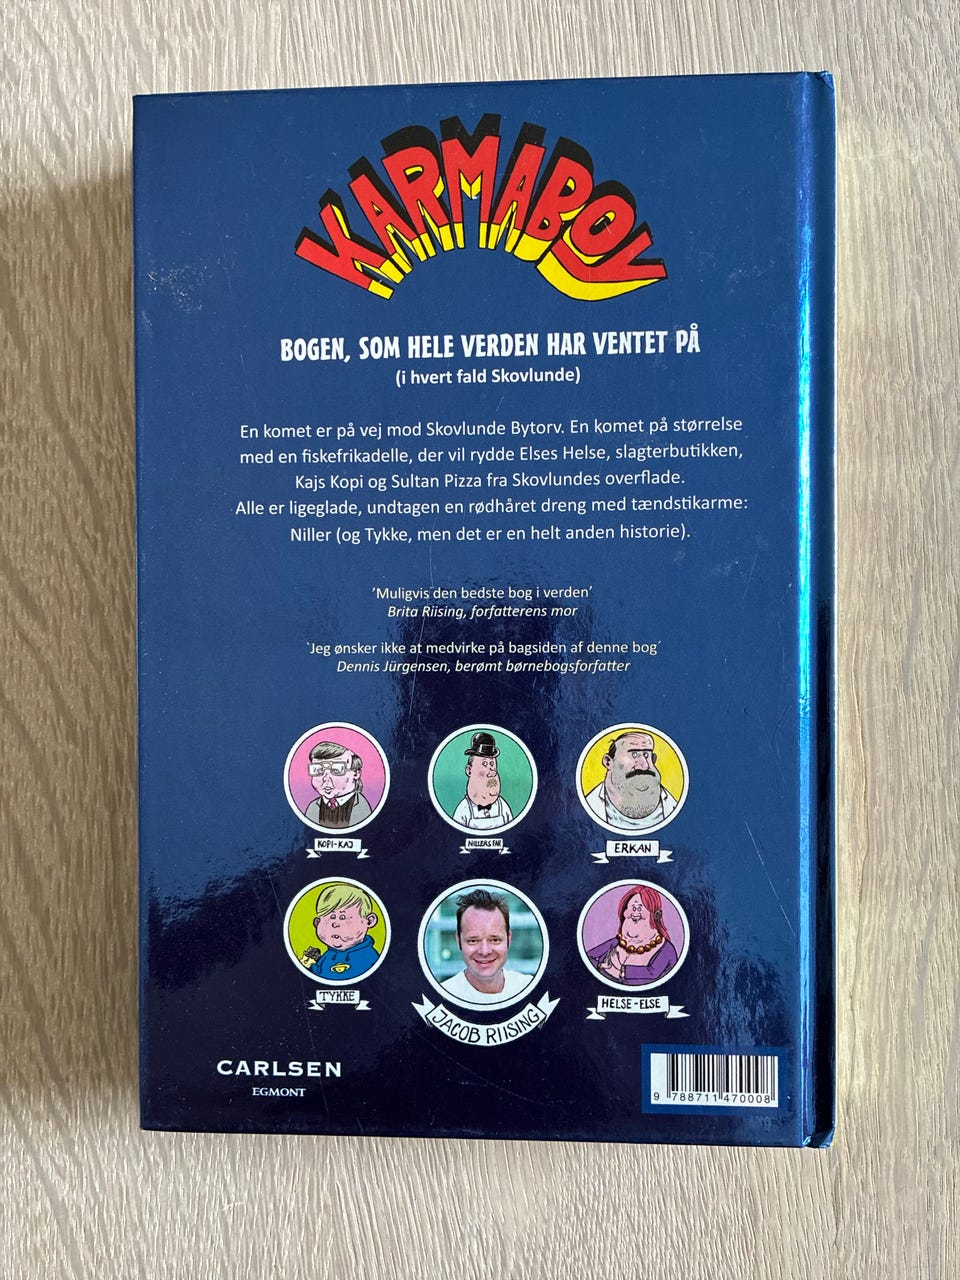 KARMABOY
BOGEN, SOM HELE VERDEN HAR VENTET PÅ
(i hvert fald Skovlunde)
En komet er på vej mod Skovlunde Bytorv. En komet på størrelse
med en fiskefrikadelle, der vil rydde Elses Helse, slagterbutikken,
Kajs Kopi og Sultan Pizza fra Skovlundes overflade.
Alle er ligeglade, undtagen en rødhåret dreng med tændstikarme:
Niller (og Tykke, men det er en helt anden historie).
’Muligvis den bedste bog i verden’
Brita Riising, forfatterens mor
`Jeg ønsker ikke at medvirke på bagsiden af denne bog´
Dennis Jürgensen, berømt børnebogsforfatter
KOPI-KAJ
NILLERS FAR
ERKAN
TYKKE
JACOB RIISING
HELSE-ELSE
CARLSEN
EGMONT
9 788711 470008